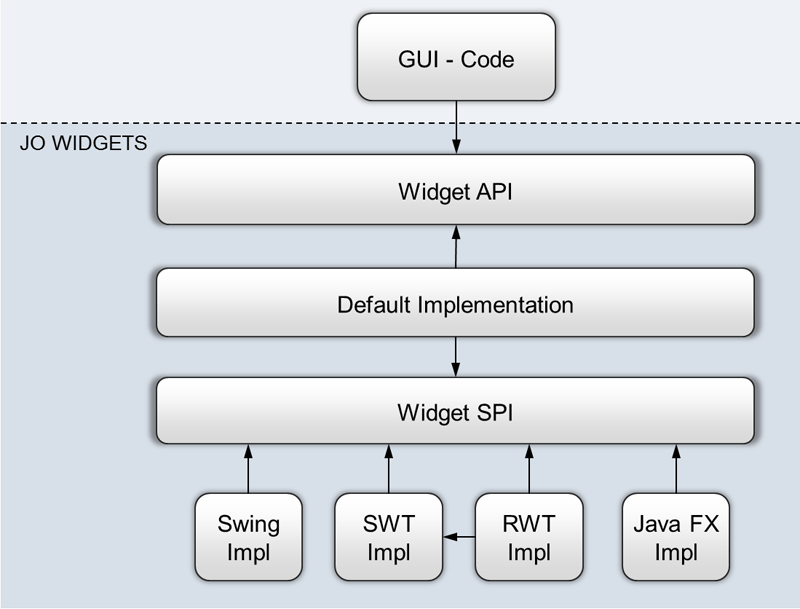 GUI - Code
JO WIDGETS
Widget API
Default Implementation
Widget SPI
Swing
Impl
SWT
Impl
RWT
Impl
Java FX
Impl